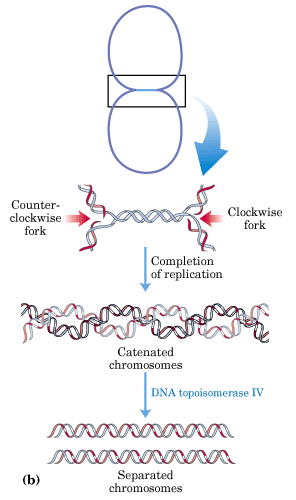 Counter-
clockwise
fork
Clockwise
fork
Completion
of replication
Catenated
chromosomes
DNA topoisomerase IV
(b)
Separated
chromosomes